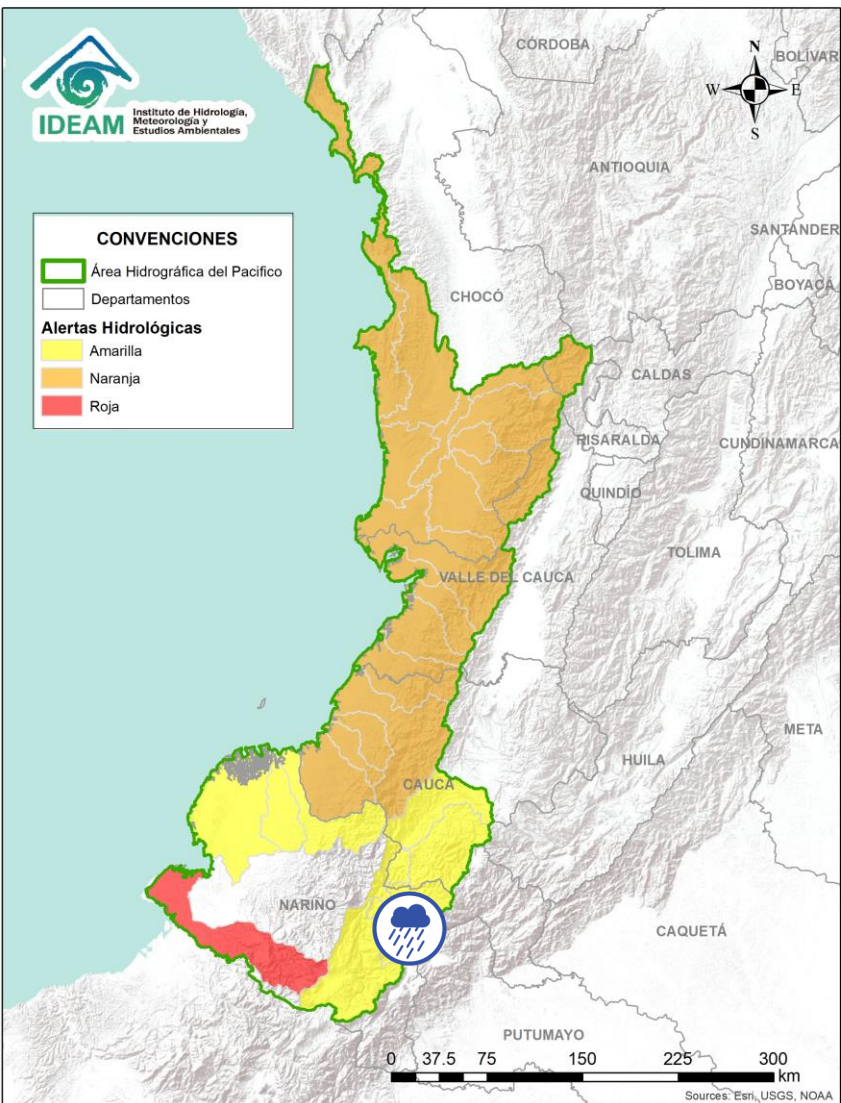 IDEAM
Instituto de Hidrología,
Meteorología y
Estudios Ambientales
N
W
E
S
CÓRDOBA
BOLÍVAR
ANTIOQUIA
SANTANDER
BOYACÁ
CHOCÓ
CALDAS
RISARALDA
CUNDINAMARCA
QUINDÍO
TOLIMA
VALLE DEL CAUCA
META
HUILA
CAUCA
NARIÑO
CAQUETÁ
PUTUMAYO
CONVENCIONES
Área Hidrográfica del Pacifico
Departamentos
Alertas Hidrológicas
Amarilla
Naranja
Roja
0 37.5 75 150 225 300
km
Sources: Esri, USGS, NOAA